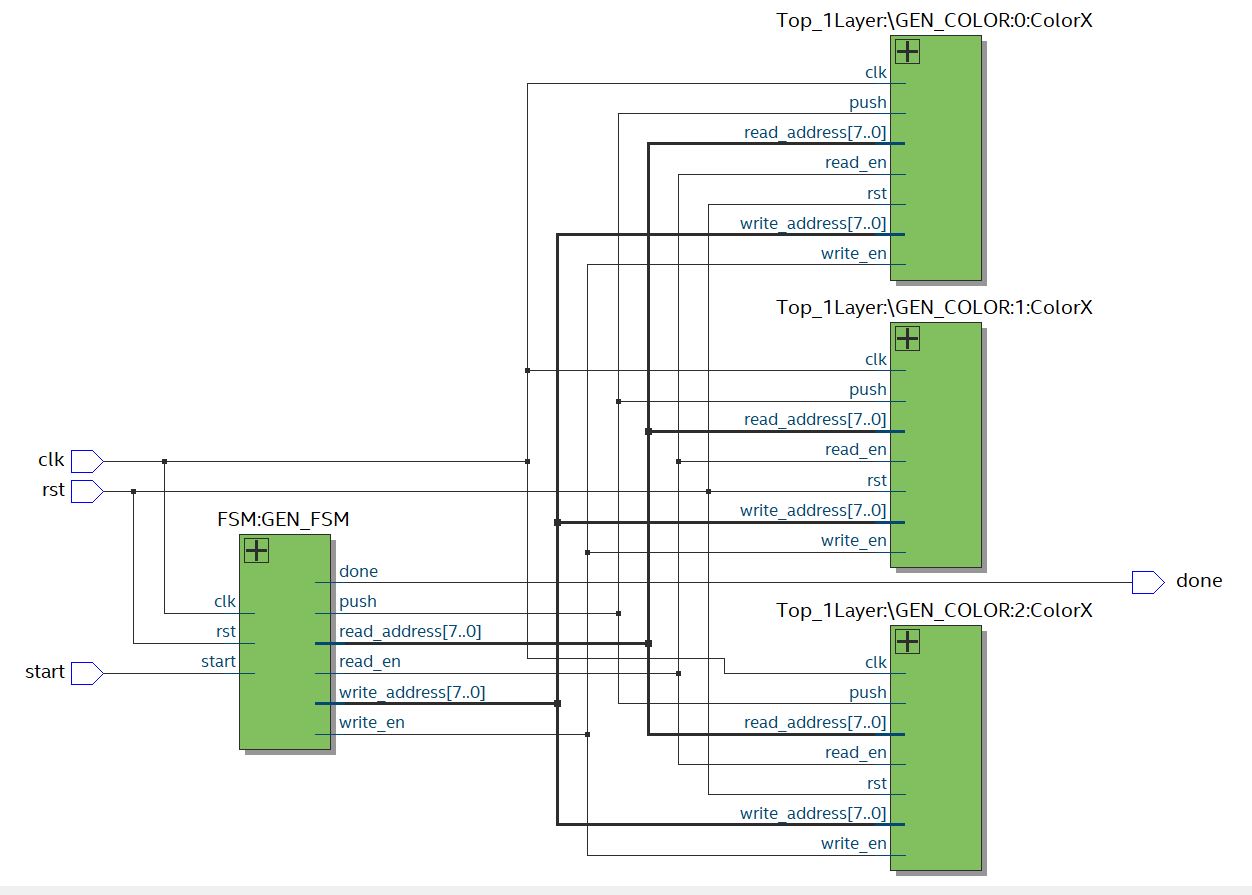 Top_1Layer:\GEN_COLOR:0:ColorX
clk
push
read_address[7..0]
read_en
rst
write_address[7..0]
write_en
Top_1Layer:\GEN_COLOR:1:ColorX
clk
push
read_address[7..0]
read_en
rst
write_address[7..0]
write_en
clk
rst
FSM:GEN_FSM
done
push
read_address[7..0]
read_en
write_address[7..0]
write_en
clk
rst
start
start
done
Top_1Layer:\GEN_COLOR:2:ColorX
clk
push
read_address[7..0]
read_en
rst
write_address[7..0]
write_en